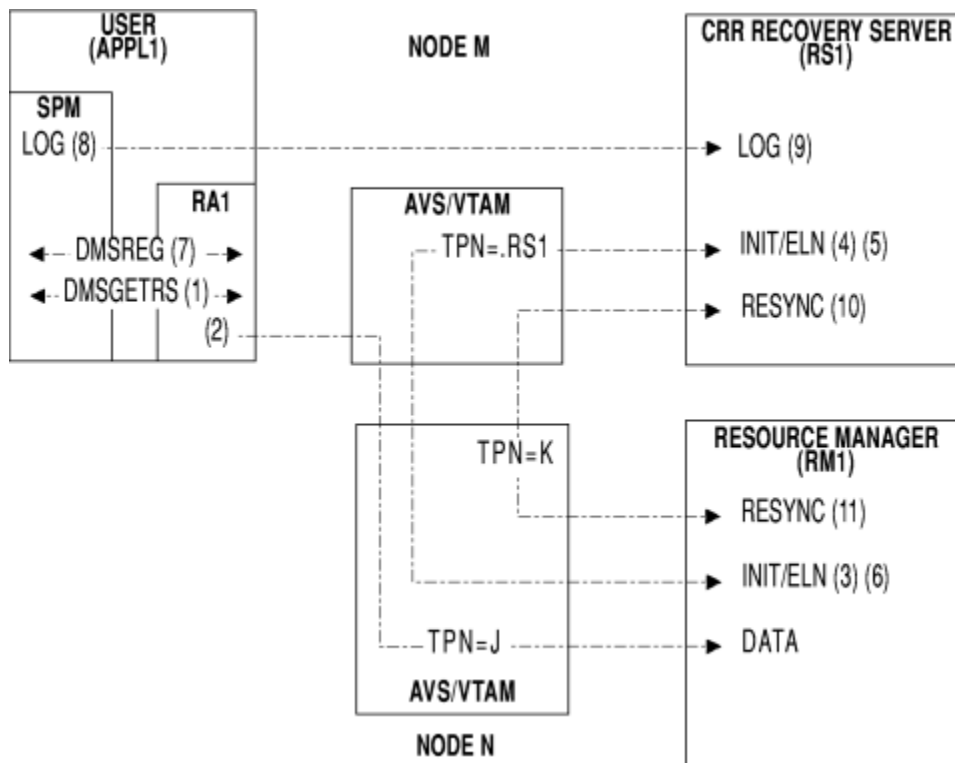 USER
(APPL1)
NODE M
CRR RECOVERY SERVER
(RS1)
SPM
LOG (8)
LOG (9)
RA1
AVS/VTAM
DMSREG (7)
TPN=.RS1
INIT/ELN (4) (5)
DMSGETRS (1)
RESYNC (10)
(2)
RESOURCE MANAGER
(RM1)
TPN=K
RESYNC (11)
INIT/ELN (3) (6)
TPN=J
DATA
AVS/VTAM
NODE N